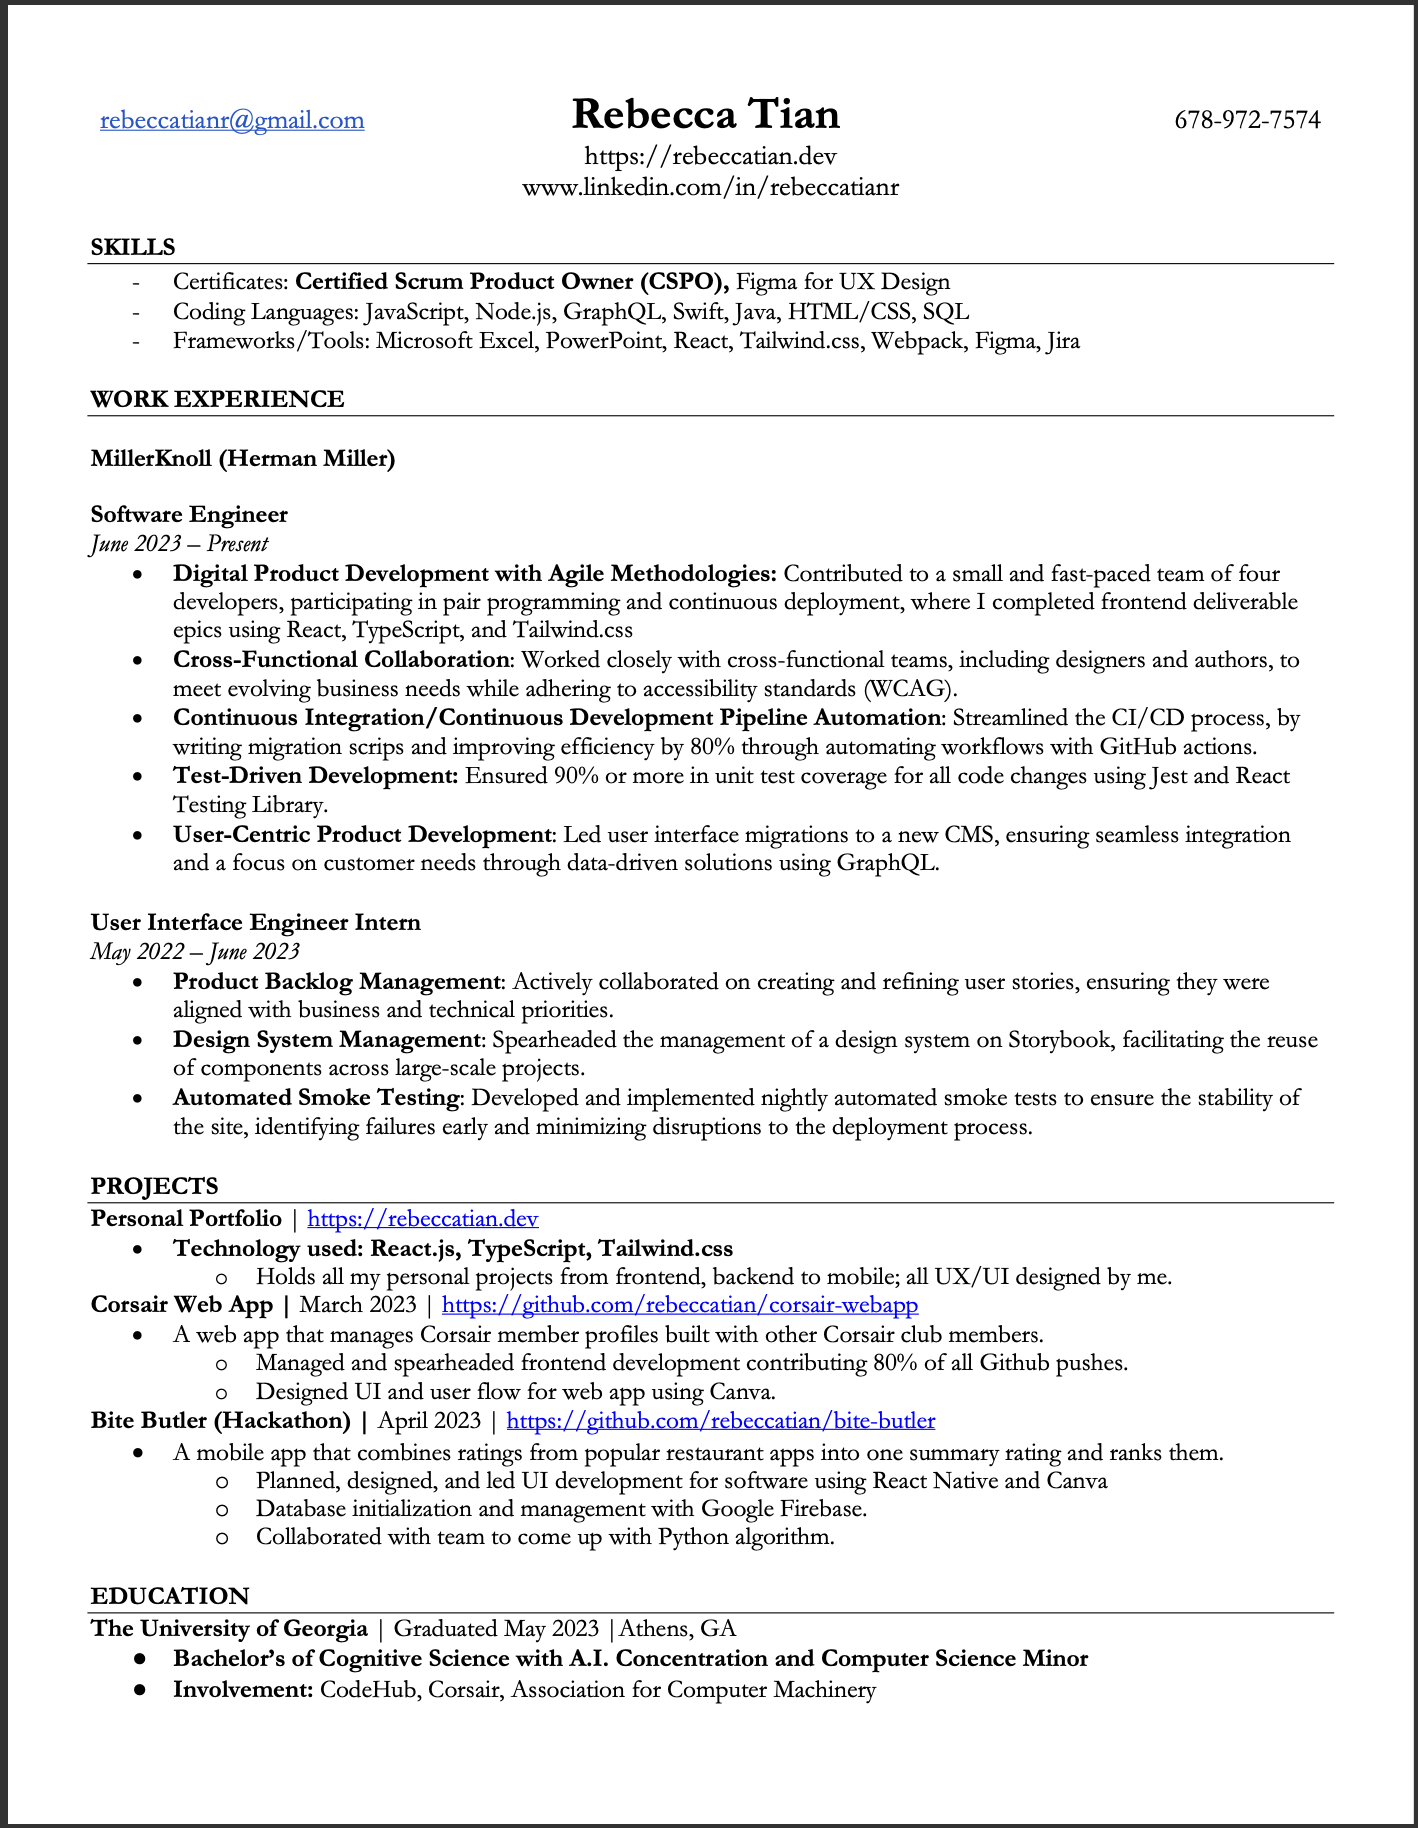 rebeccatianr@gmail.com Rebecca Tian 678-972-7574
https://rebeccatian.dev
www.linkedin.com/in/rebeccatianr
SKILLS
- Certificates: Certified Scrum Product Owner (CSPO), Figma for UX Design
- Coding Languages: JavaScript, Node.js, GraphQL, Swift, Java, HTML/CSS, SQL
- Frameworks/Tools: Microsoft Excel, PowerPoint, React, Tailwind.css, Webpack, Figma, Jira
WORK EXPERIENCE
MillerKnoll (Herman Miller)
Software Engineer
June 2023 – Present
• Digital Product Development with Agile Methodologies: Contributed to a small and fast-paced team of four
developers, participating in pair programming and continuous deployment, where I completed frontend deliverable
epics using React, TypeScript, and Tailwind.css
• Cross-Functional Collaboration: Worked closely with cross-functional teams, including designers and authors, to
meet evolving business needs while adhering to accessibility standards (WCAG).
• Continuous Integration/Continuous Development Pipeline Automation: Streamlined the CI/CD process, by
writing migration scrips and improving efficiency by 80% through automating workflows with GitHub actions.
• Test-Driven Development: Ensured 90% or more in unit test coverage for all code changes using Jest and React
Testing Library.
• User-Centric Product Development: Led user interface migrations to a new CMS, ensuring seamless integration
and a focus on customer needs through data-driven solutions using GraphQL.
User Interface Engineer Intern
May 2022 – June 2023
• Product Backlog Management: Actively collaborated on creating and refining user stories, ensuring they were
aligned with business and technical priorities.
• Design System Management: Spearheaded the management of a design system on Storybook, facilitating the reuse
of components across large-scale projects.
• Automated Smoke Testing: Developed and implemented nightly automated smoke tests to ensure the stability of
the site, identifying failures early and minimizing disruptions to the deployment process.
PROJECTS
Personal Portfolio | https://rebeccatian.dev
• Technology used: React.js, TypeScript, Tailwind.css
o Holds all my personal projects from frontend, backend to mobile; all UX/UI designed by me.
Corsair Web App | March 2023 | https://github.com/rebeccatian/corsair-webapp
• A web app that manages Corsair member profiles built with other Corsair club members.
o Managed and spearheaded frontend development contributing 80% of all Github pushes.
o Designed UI and user flow for web app using Canva.
Bite Butler (Hackathon) | April 2023 | https://github.com/rebeccatian/bite-butler
• A mobile app that combines ratings from popular restaurant apps into one summary rating and ranks them.
o Planned, designed, and led UI development for software using React Native and Canva
o Database initialization and management with Google Firebase.
o Collaborated with team to come up with Python algorithm.
EDUCATION
The University of Georgia | Graduated May 2023 |Athens, GA
● Bachelor’s of Cognitive Science with A.I. Concentration and Computer Science Minor
● Involvement: CodeHub, Corsair, Association for Computer Machinery